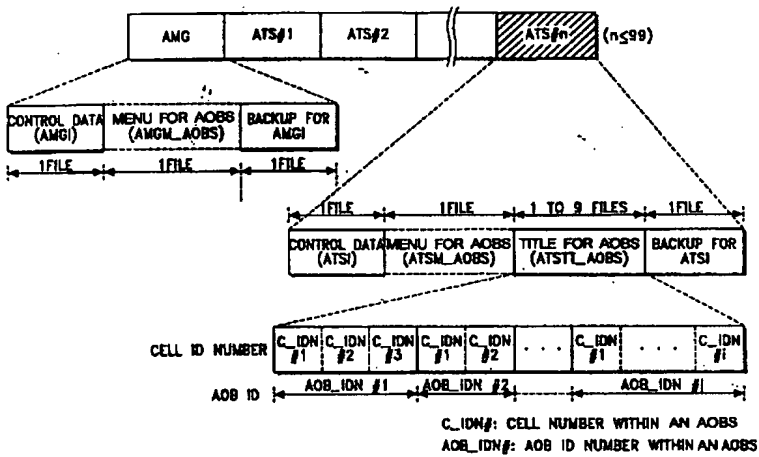 AMG ATS#1 ATS#2 ATS#n (n≤99)
CONTROL DATA (AMGI) MENU FOR AOBS (AMGM_AOBS) BACKUP FOR AMGI
1FILE 1FILE 1FILE
1FILE 1FILE 1 TO 9 FILES 1FILE
CONTROL DATA (ATSI) MENU FOR AOBS (ATSM_AOBS) TITLE FOR AOBS (ATSTT_AOBS) BACKUP FOR ATSI
CELL ID NUMBER C_IDN #1 C_IDN #2 C_IDN #3 C_IDN #1 C_IDN #2 . . . C_IDN #1 . . . C_IDN #i
AOB ID AOB_IDN #1 AOB_IDN #2 AOB_IDN #i
C_IDN#: CELL NUMBER WITHIN AN AOBS
AOB_IDN#: AOB ID NUMBER WITHIN AN AOBS